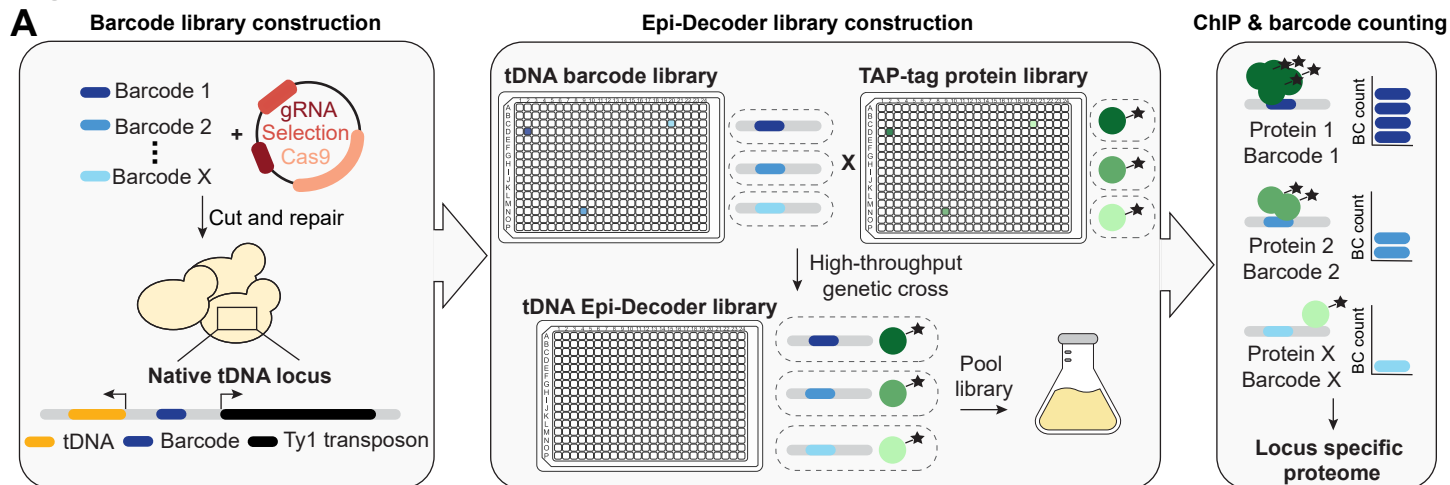 A
Barcode library construction
Barcode 1
Barcode 2
Barcode X
+
gRNA
Selection
Cas9
Cut and repair
Native tDNA locus
tDNA
Barcode
Ty1 transposon
Epi-Decoder library construction
tDNA barcode library
A
B
C
D
E
F
G
H
I
J
K
L
M
N
O
P
X
TAP-tag protein library
A
B
C
D
E
F
G
H
I
J
K
L
M
N
O
P
High-throughput
genetic cross
tDNA Epi-Decoder library
A
B
C
D
E
F
G
H
I
J
K
L
M
N
O
P
Pool
library
ChIP & barcode counting
Protein 1
Barcode 1
BC count
Protein 2
Barcode 2
BC count
Protein X
Barcode X
BC count
Locus specific
proteome